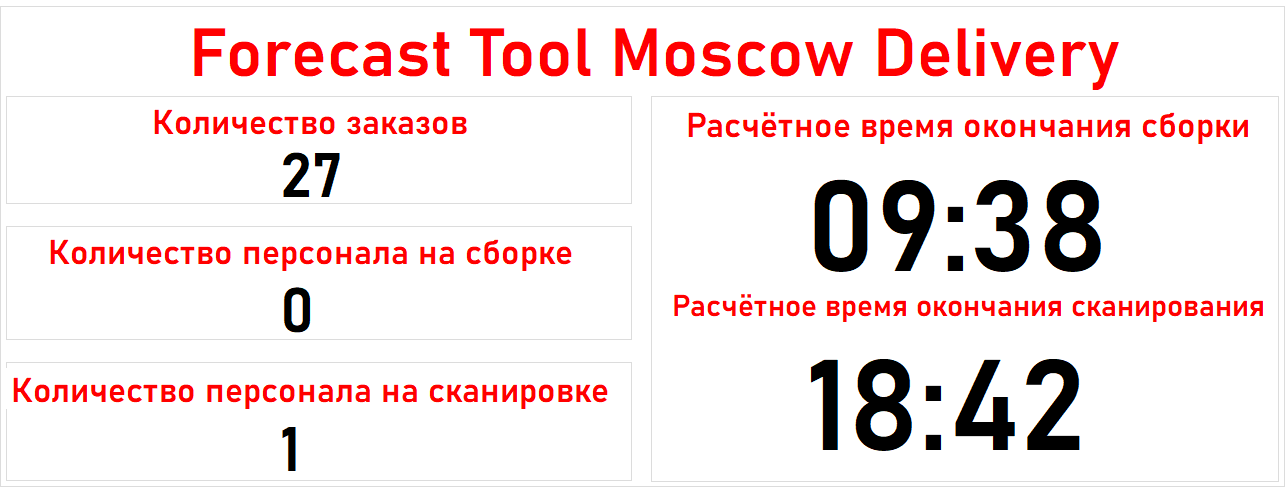 Forecast Tool Moscow Delivery
Количество заказов
27
Количество персонала на сборке
0
Количество персонала на сканировке
1
Расчётное время окончания сборки
09:38
Расчётное время окончания сканирования
18:42